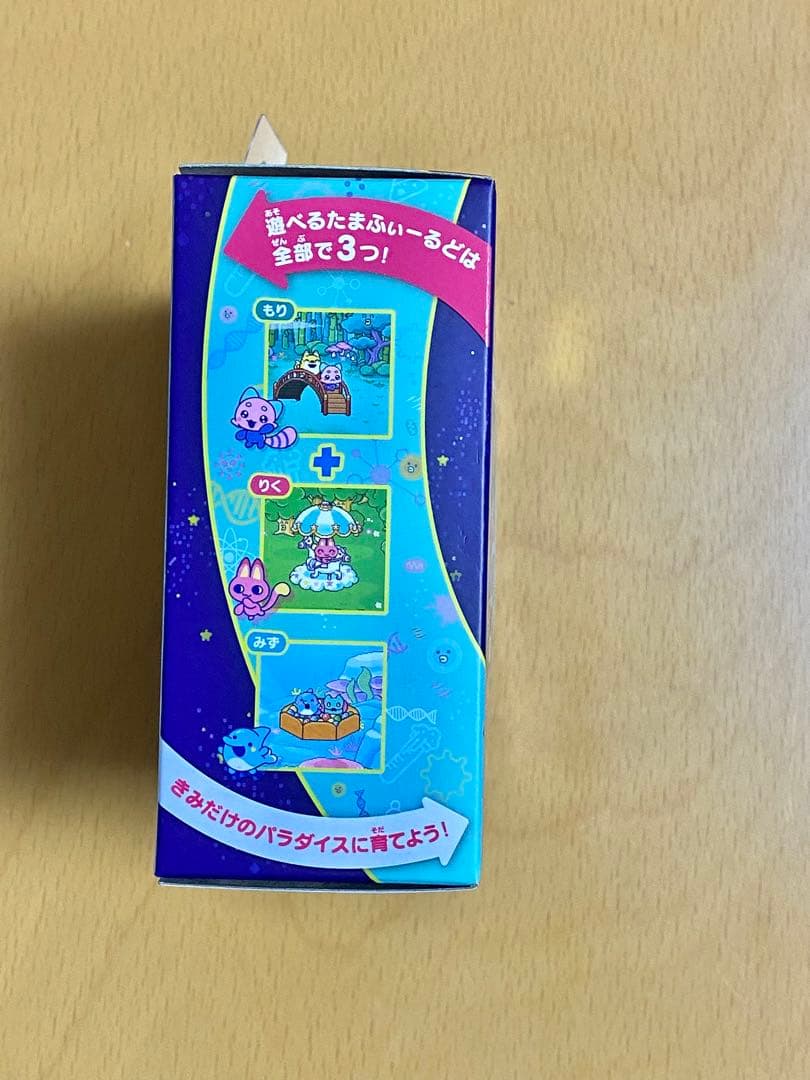 遊べるたまふぃーるどは
全部で3つ!
もり
りく
みず
きみだけのパラダイスに育てよう!